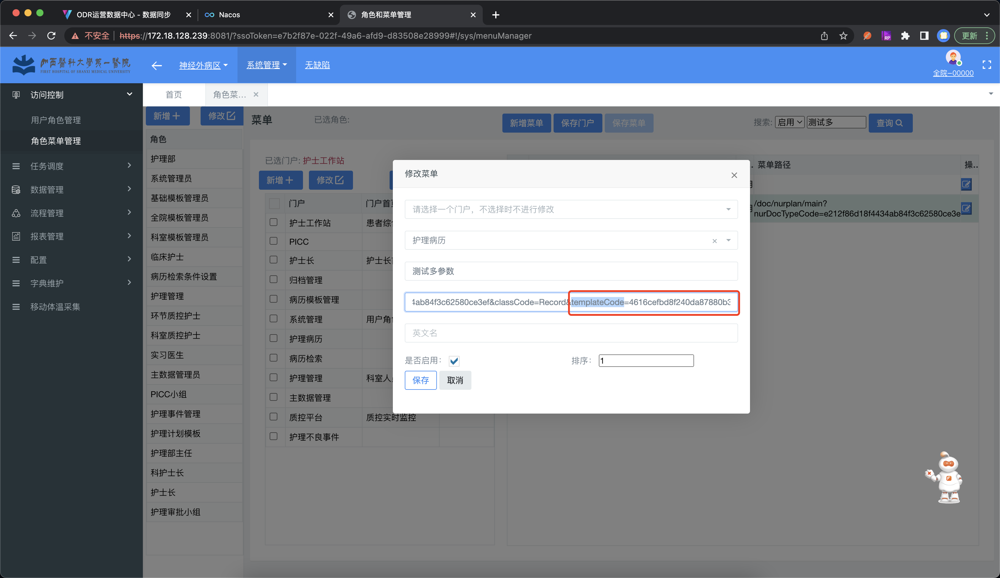 ODR运营数据中心 - 数据同步
Nacos
角色和菜单管理
不安全
https://172.18.128.239:8081/?ssoToken=e7b2f87e-022f-49a6-afd9-d83508e28999#!/sys/menuManager
RP
更新
山西醫科大學第一醫院
FIRST HOSPITAL OF SHANXI MEDICAL UNIVERSITY
神经外病区
系统管理
无缺陷
全院-00000
访问控制
用户角色管理
角色菜单管理
任务调度
数据管理
流程管理
报表管理
配置
字典维护
移动体温采集
首页
角色菜...
新增
修改
角色
护理部
系统管理员
基础模板管理员
全院模板管理员
科室模板管理员
临床护士
病历检索条件设置
护理管理
环节质控护士
科室质控护士
实习医生
主数据管理员
PICC小组
护理事件管理
护理计划模板
护理部主任
科护士长
护士长
护理审批小组
菜单
已选角色:
新增菜单
保存门户
保存菜单
搜索:
启用
测试多
查询
已选门户: 护士工作站
新增
修改
门户
门户首
护士工作站
患者综
PICC
护士长
护士长
归档管理
病历模板管理
系统管理
用户角
护理病历
病历检索
护理管理
科室人
主数据管理
质控平台
质控实时监控
护理不良事件
菜单路径
操..
/doc/nurplan/main?
nurDocTypeCode=e212f86d18f4434ab84f3c62580ce3e
修改菜单
请选择一个门户，不选择时不进行修改
护理病历
测试多参数
4ab84f3c62580ce3ef&classCode=Record&templateCode=4616cefbd8f240da87880b3
英文名
是否启用：
排序：
1
保存
取消
F